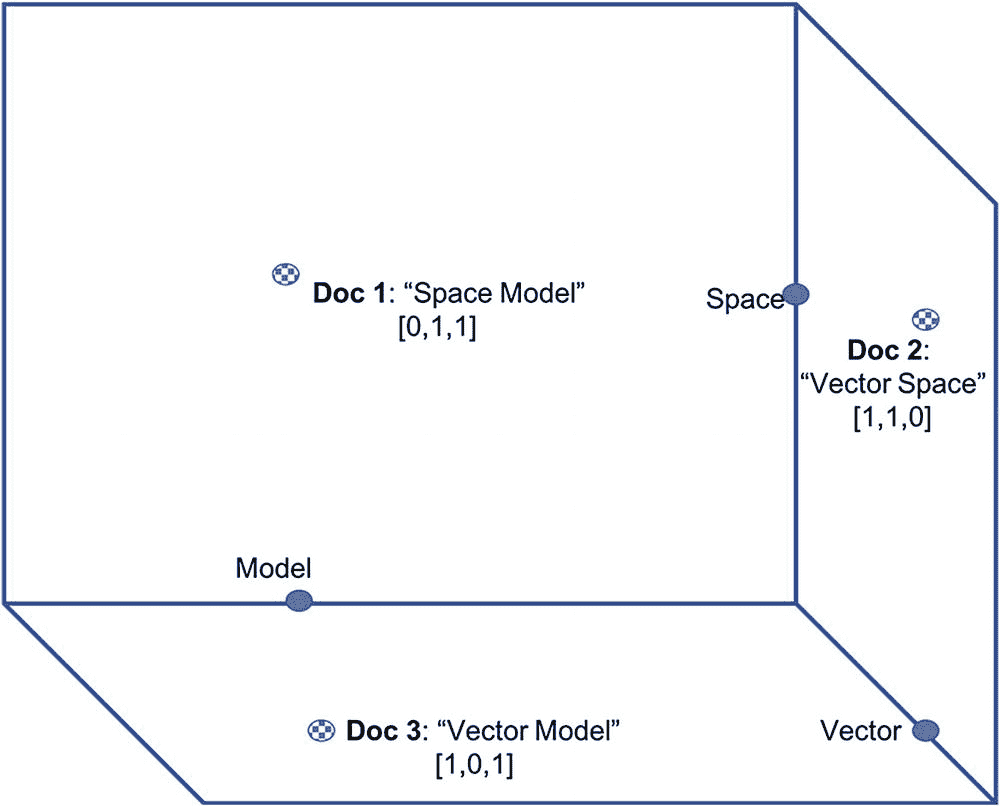 Doc 1: “Space Model”
[0,1,1]
Space
Doc 2:
“Vector Space”
[1,1,0]
Model
Doc 3: “Vector Model”
[1,0,1]
Vector